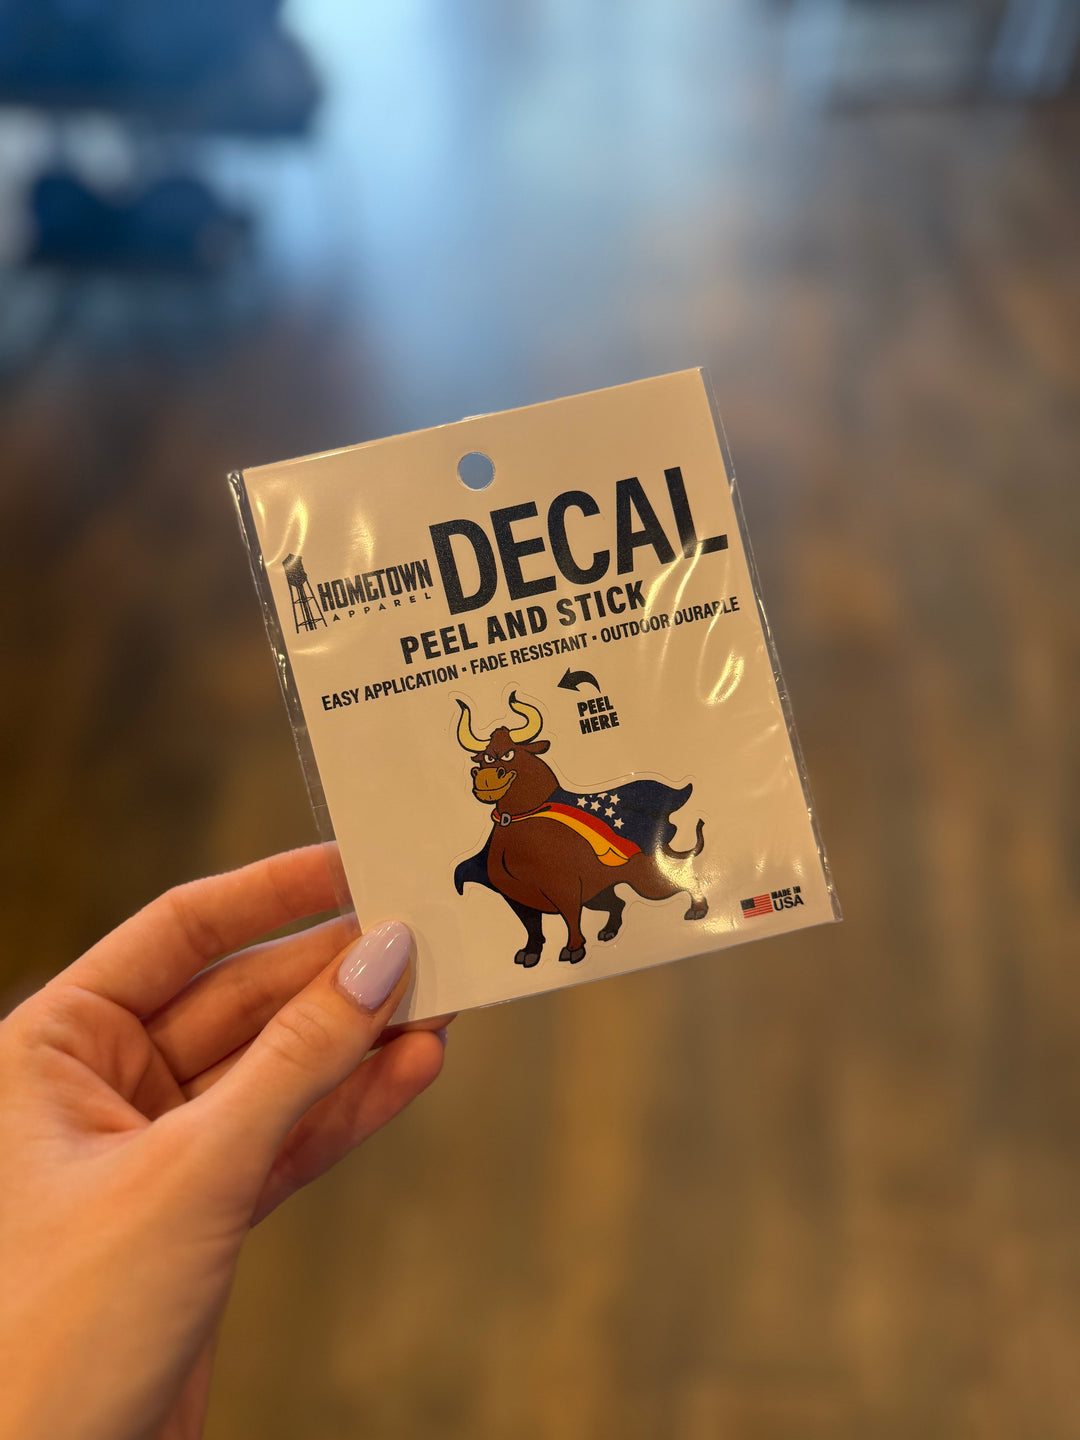 HOMETOWN
APPAREL
DECAL
PEEL AND STICK
EASY APPLICATION • FADE RESISTANT • OUTDOOR DURABLE
PEEL
HERE
D
MADE IN
USA